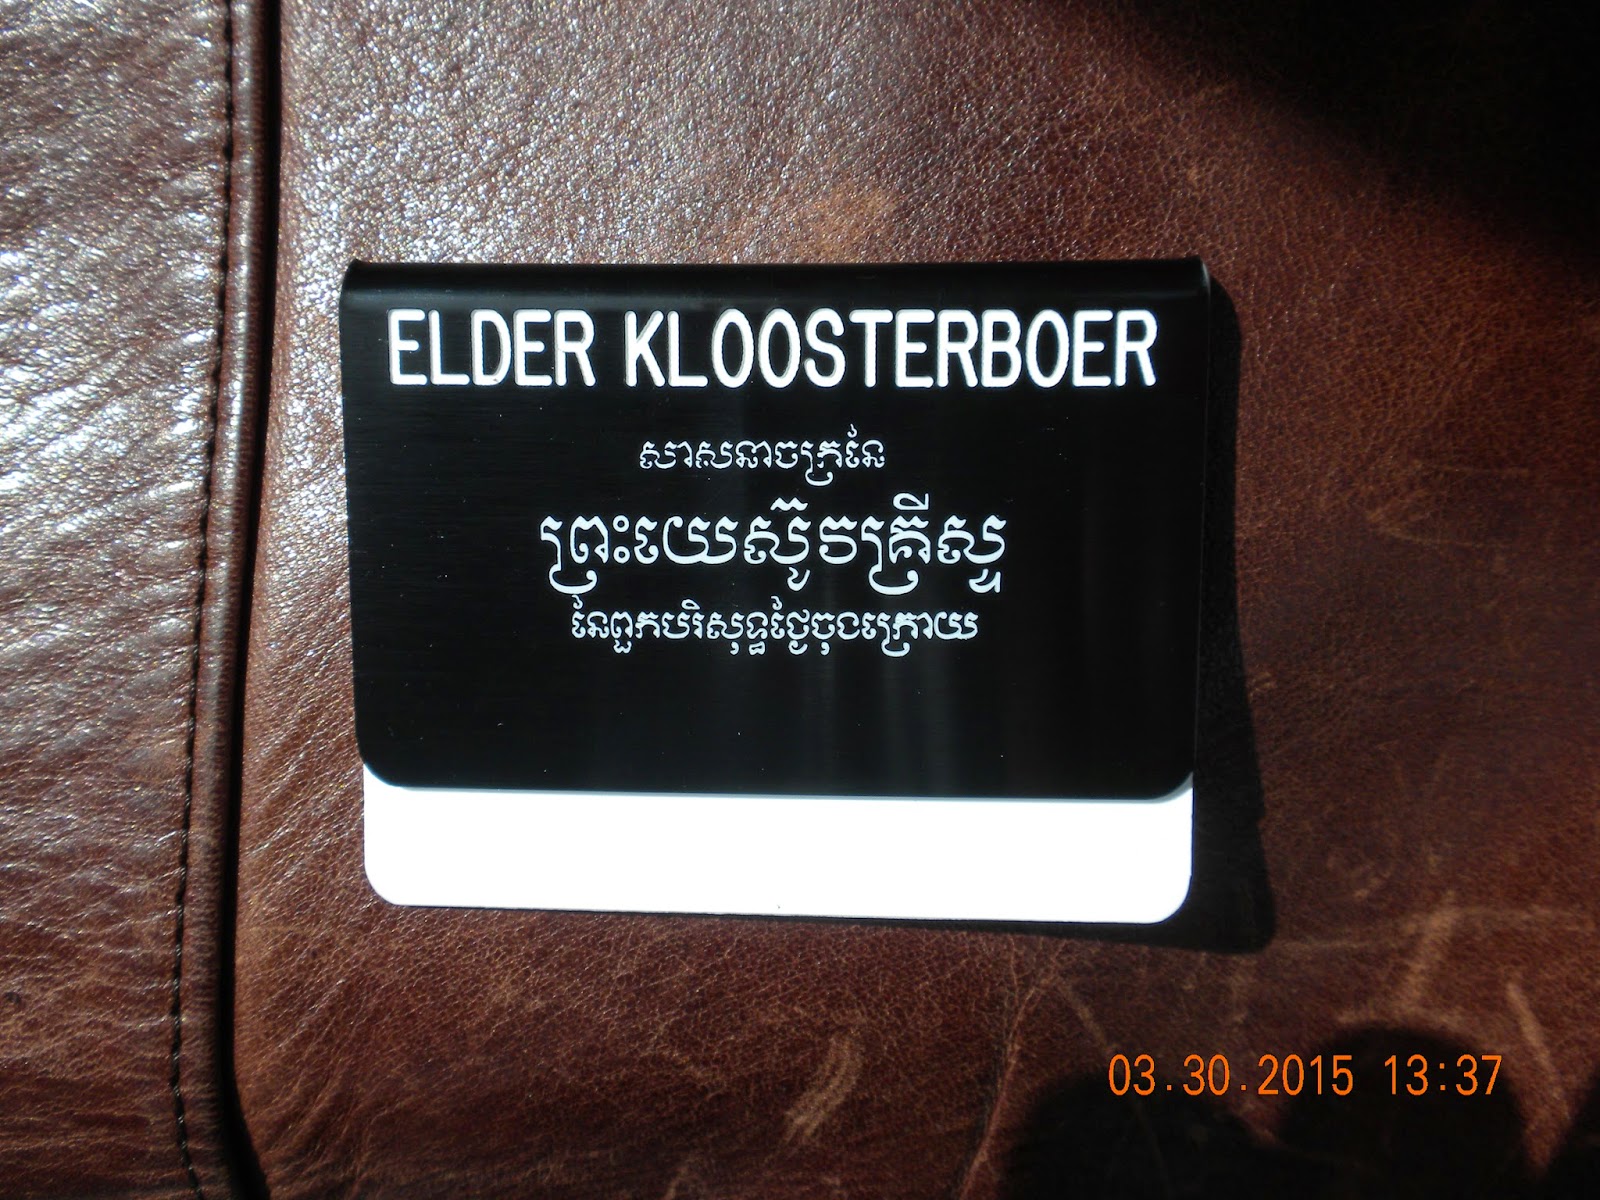 ELDER KLOOSTERBOER
សាសនាចក្រនៃ
ព្រះយេស៊ូវគ្រីស្ទ
នៃពួកបរិសុទ្ធថ្ងៃចុងក្រោយ
03.30.2015 13:37